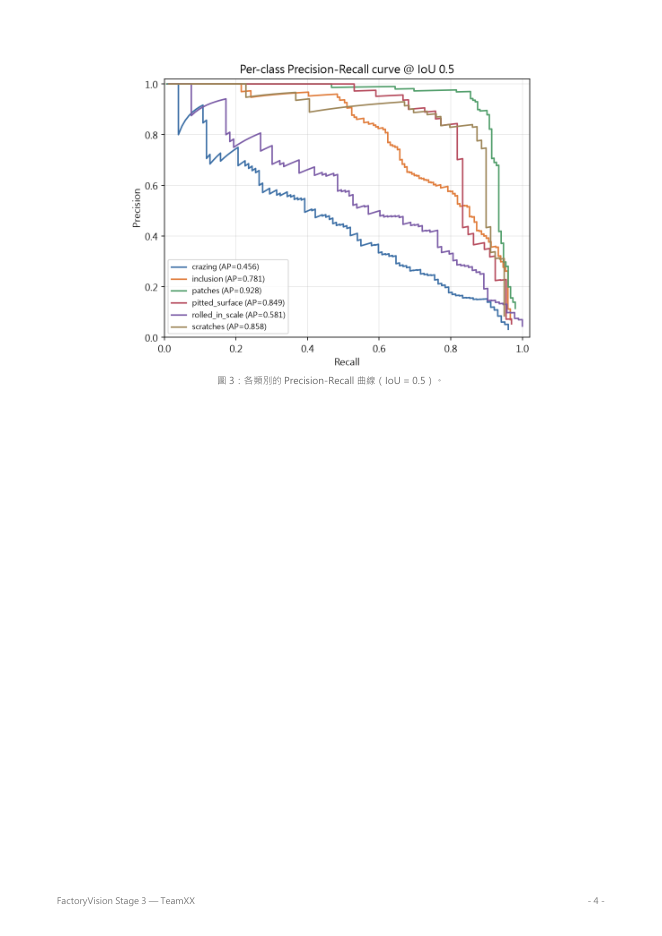 Per-class Precision-Recall curve @ IoU 0.5
1.0
0.8
0.6
0.4
0.2
0.0
Precision
crazing (AP=0.456)
inclusion (AP=0.781)
patches (AP=0.928)
pitted_surface (AP=0.849)
rolled_in_scale (AP=0.581)
scratches (AP=0.858)
0.0 0.2 0.4 0.6 0.8 1.0
Recall
圖 3：各類別的 Precision-Recall 曲線（IoU = 0.5）。
FactoryVision Stage 3 — TeamXX
- 4 -